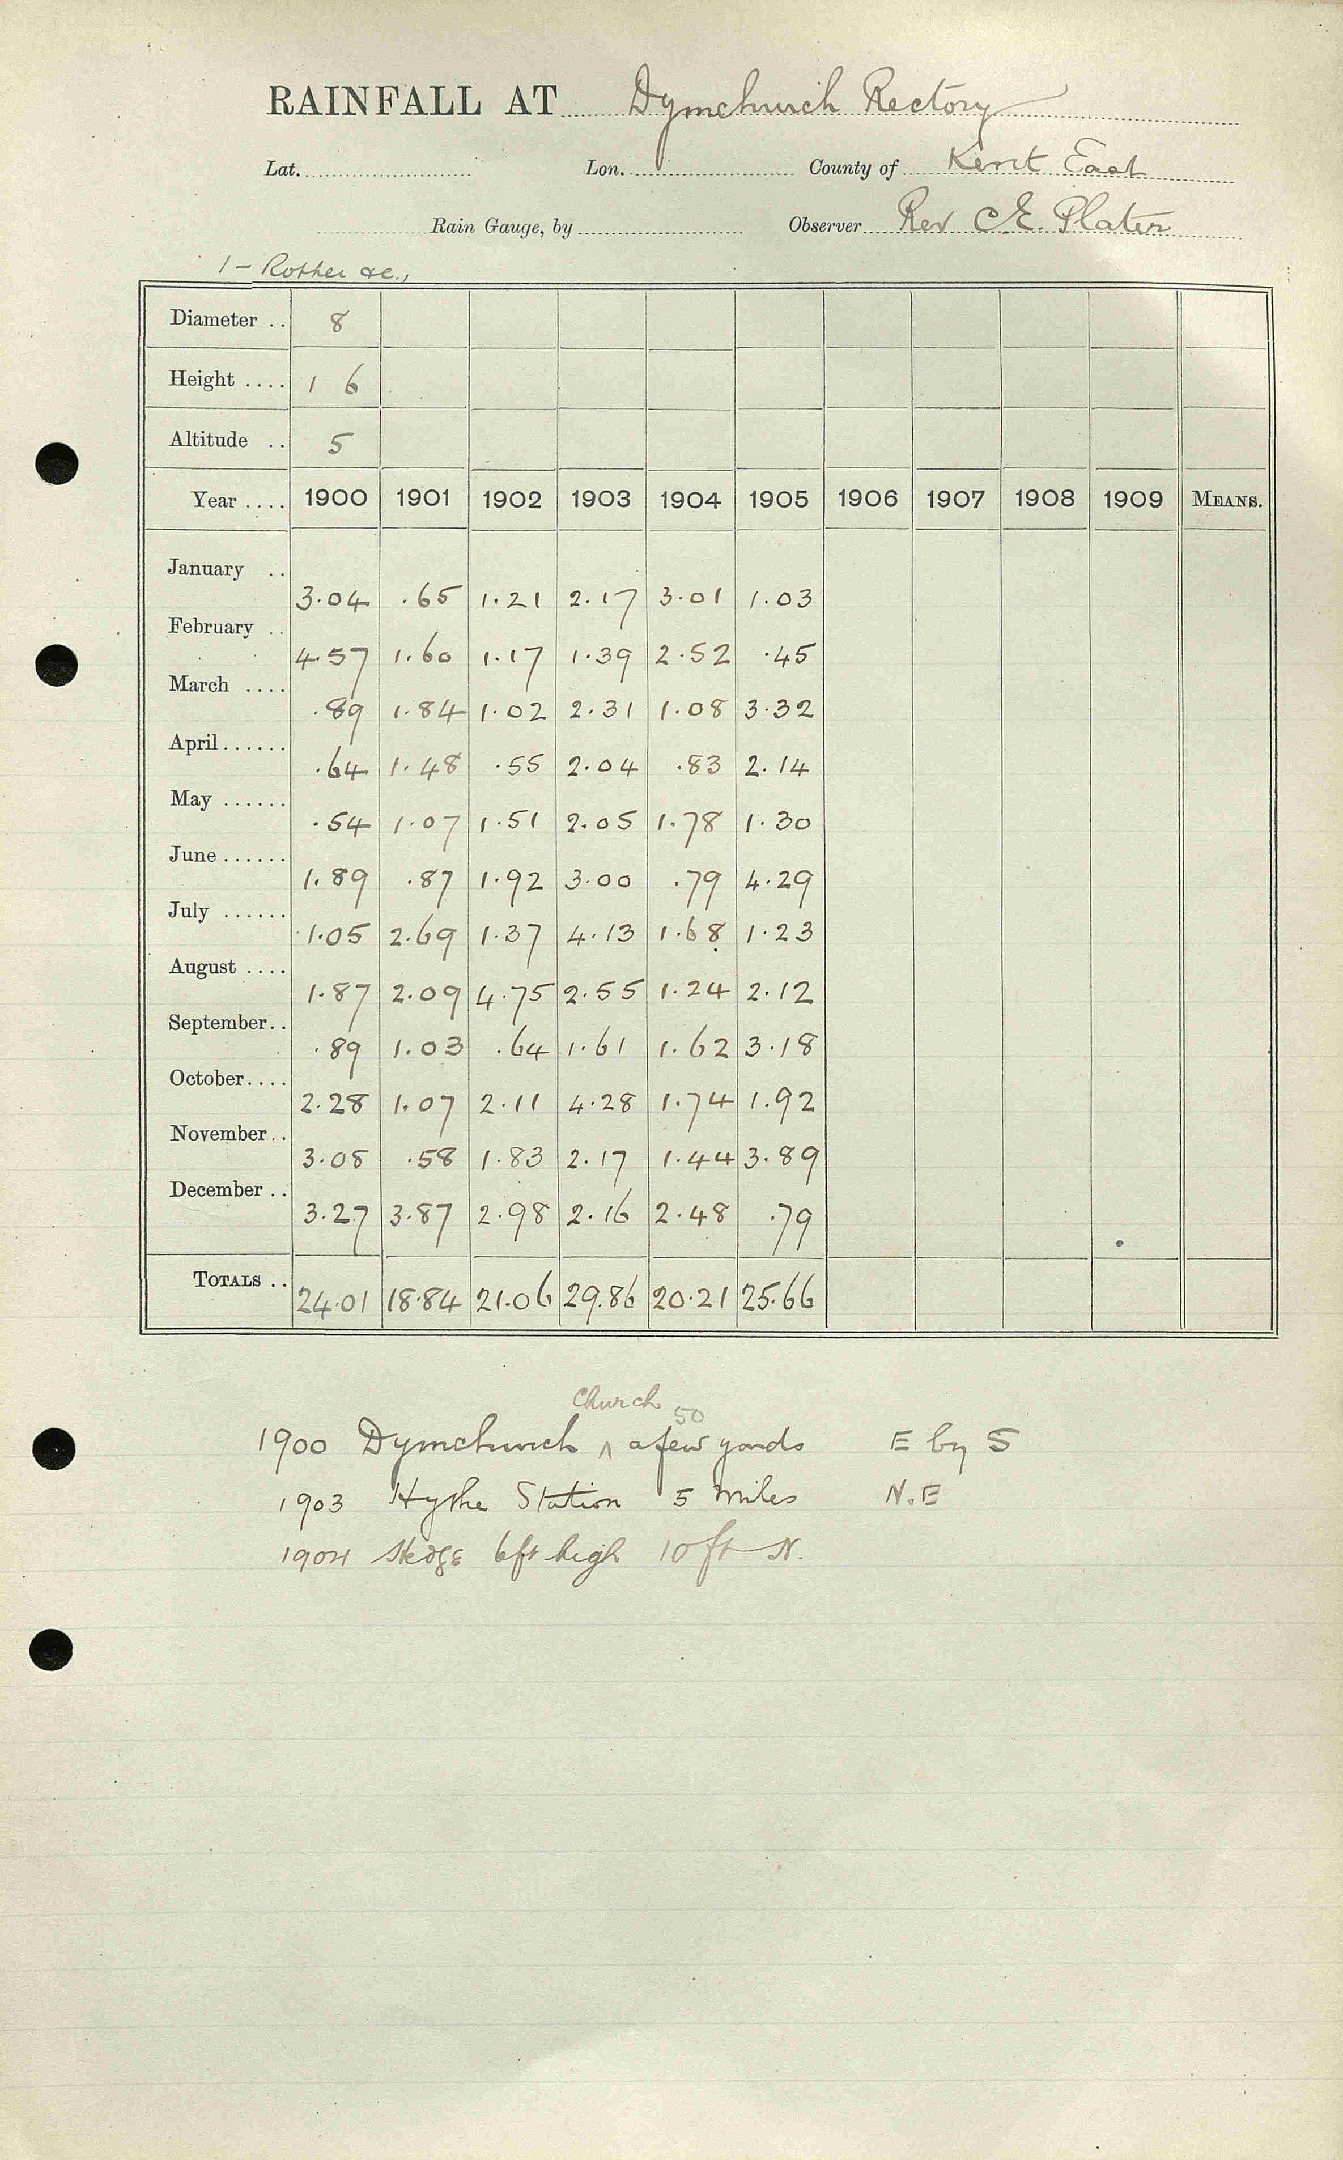 RAINFALL AT Dymchurch Rectory
Lat. Lon. County of Kent East
Rain Gauge, by Observer Rev C.E. Plater
1 - Rother &c.,
Diameter .. 8
Height .... 1 6
Altitude .. 5
Year .... 1900 1901 1902 1903 1904 1905 1906 1907 1908 1909 MEANS.
January .. 3.04 .65 1.21 2.17 3.01 1.03
February .. 4.57 1.60 1.17 1.39 2.52 .45
March .... .89 1.84 1.02 2.31 1.08 3.32
April ...... .64 1.48 .55 2.04 .83 2.14
May ...... .54 1.07 1.51 2.05 1.78 1.30
June ...... 1.89 .87 1.92 3.00 .79 4.29
July ...... 1.05 2.69 1.37 4.13 1.68 1.23
August .... 1.87 2.09 4.75 2.55 1.24 2.12
September .. .89 1.03 .64 1.61 1.62 3.18
October .... 2.28 1.07 2.11 4.28 1.74 1.92
November .. 3.08 .58 1.83 2.17 1.44 3.89
December .. 3.27 3.87 2.98 2.16 2.48 .79
TOTALS .. 24.01 18.84 21.06 29.86 20.21 25.66
Church 50
1900 Dymchurch ^ a few yards E by S
1903 Hythe Station 5 miles N.E
1904 Hedge 6ft high 10 ft N.